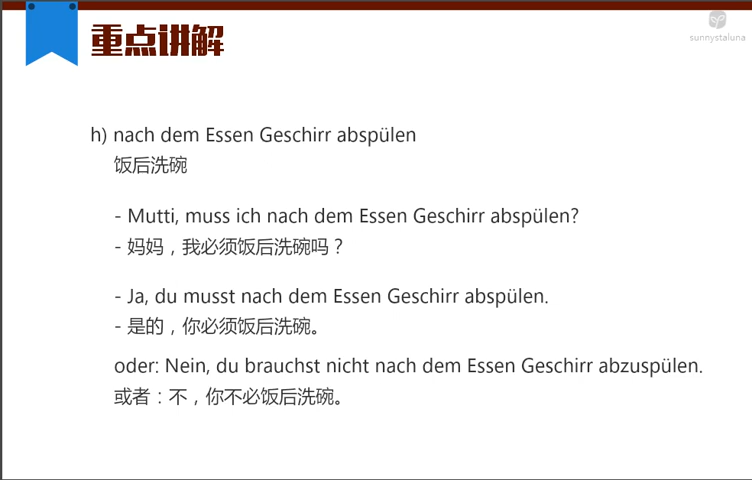 重点讲解
sunnystaluna
h) nach dem Essen Geschirr abspülen
饭后洗碗
- Mutti, muss ich nach dem Essen Geschirr abspülen?
- 妈妈，我必须饭后洗碗吗？
- Ja, du musst nach dem Essen Geschirr abspülen.
- 是的，你必须饭后洗碗。
oder: Nein, du brauchst nicht nach dem Essen Geschirr abzuspülen.
或者：不，你不必饭后洗碗。